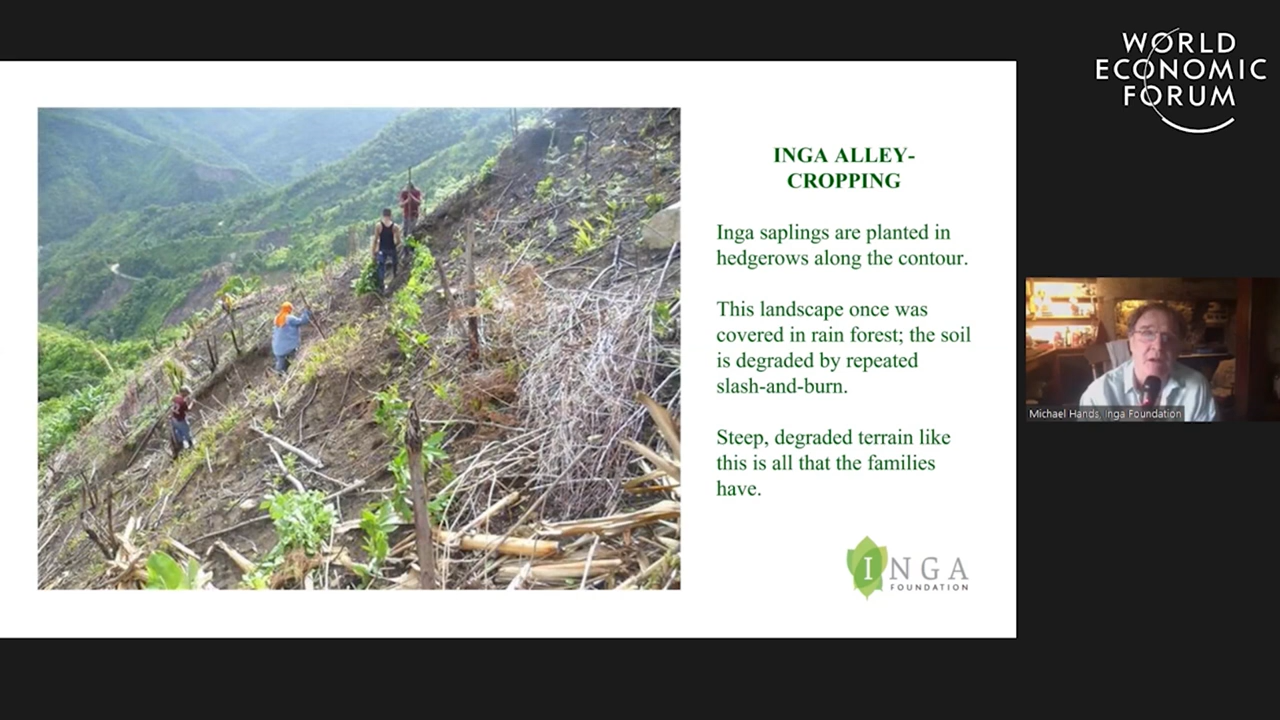 WORLD
ECONOMIC
FORUM
INGA ALLEY-
CROPPING
Inga saplings are planted in
hedgerows along the contour.
This landscape once was
covered in rain forest; the soil
is degraded by repeated
slash-and-burn.
Steep, degraded terrain like
this is all that the families
have.
INGA
FOUNDATION
Michael Hands, Inga Foundation